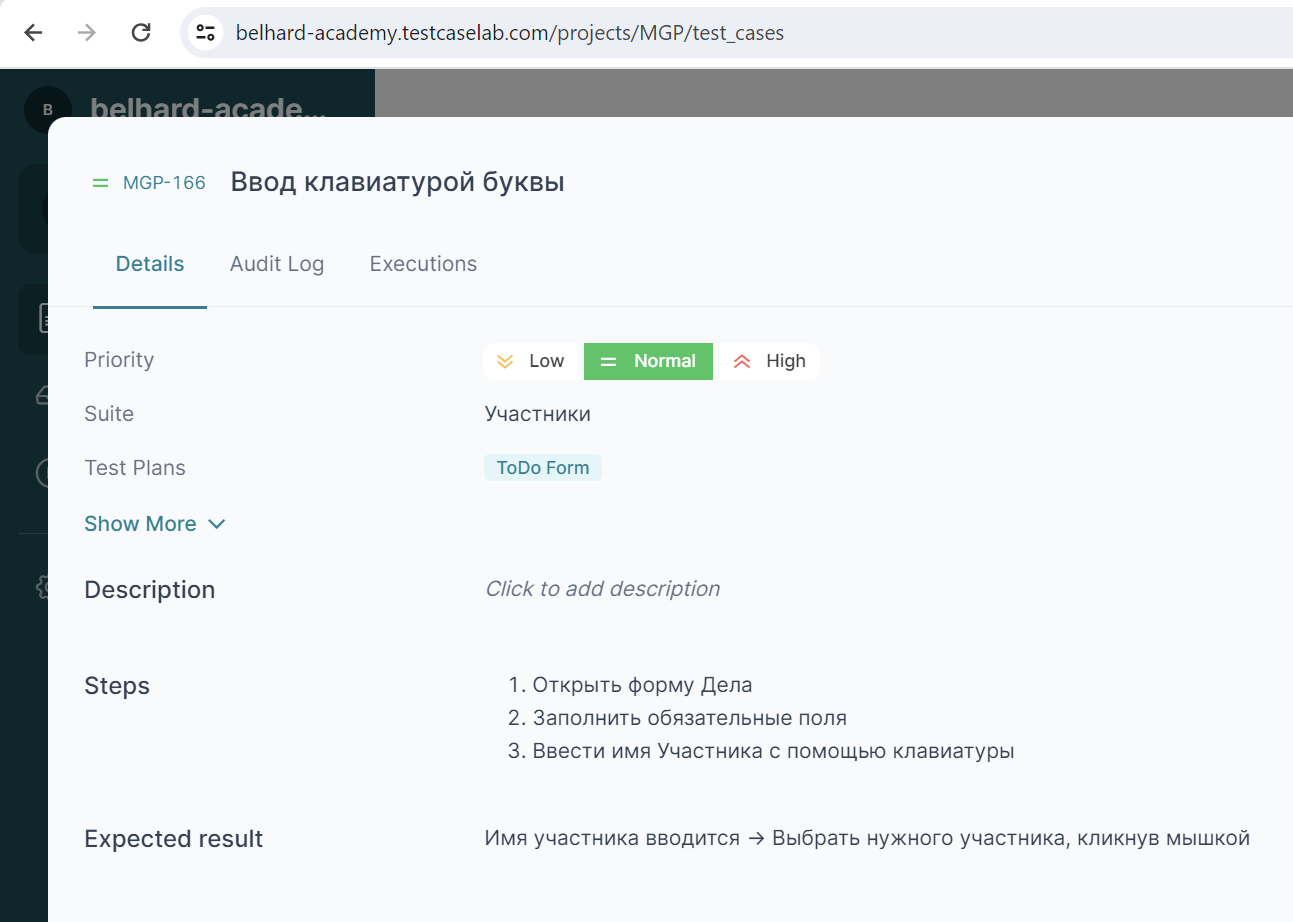 belhard-academy.testcaselab.com/projects/MGP/test_cases
B belhard-acade...
MGP-166 Ввод клавиатурой буквы
Details Audit Log Executions
Priority Low Normal High
Suite Участники
Test Plans ToDo Form
Show More
Description Click to add description
Steps 1. Открыть форму Дела
2. Заполнить обязательные поля
3. Ввести имя Участника с помощью клавиатуры
Expected result Имя участника вводится → Выбрать нужного участника, кликнув мышкой